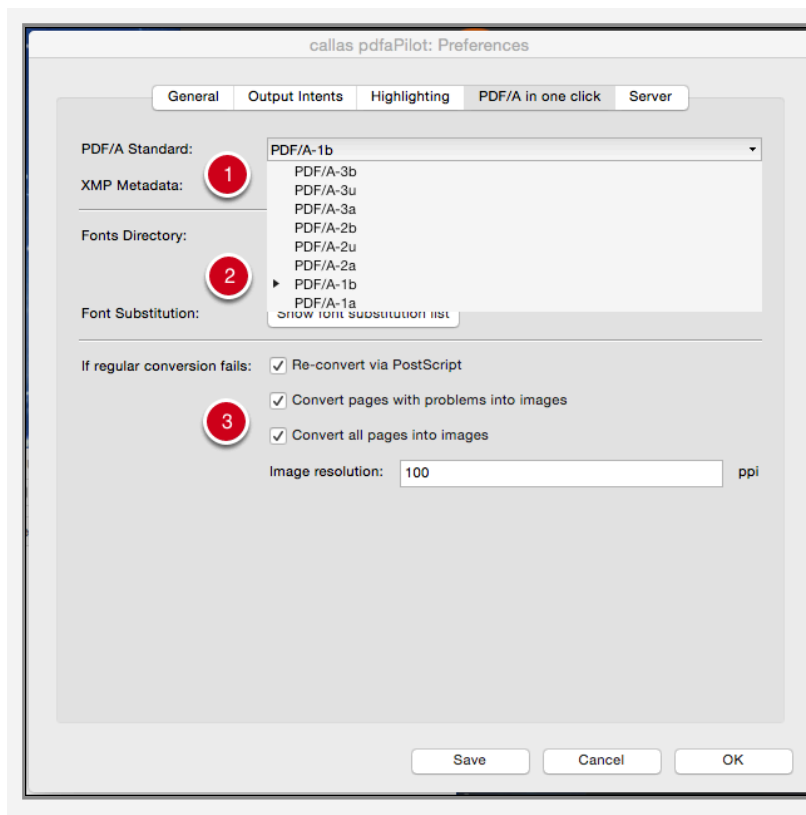 callas pdfaPilot: Preferences
General Output Intents Highlighting PDF/A in one click Server
PDF/A Standard: PDF/A-1b
1
XMP Metadata:
PDF/A-3b
PDF/A-3u
PDF/A-3a
Fonts Directory:
PDF/A-2b
PDF/A-2u
PDF/A-2a
2
PDF/A-1b
PDF/A-1a
Font Substitution: Show font substitution list
If regular conversion fails: Re-convert via PostScript
Convert pages with problems into images
3
Convert all pages into images
Image resolution: 100 ppi
Save Cancel OK